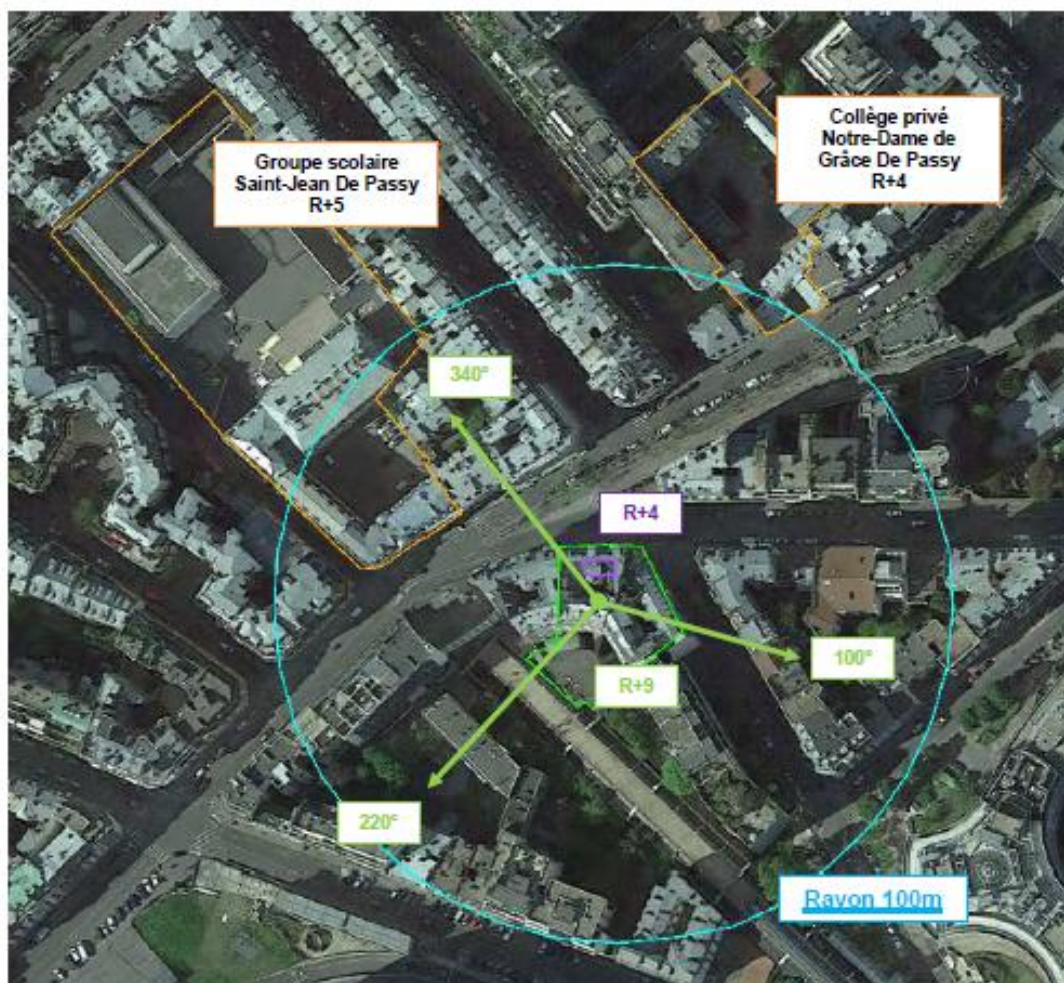 Groupe scolaire
Saint-Jean De Passy
R+5
Collège privé
Notre-Dame de
Grâce De Passy
R+4
340°
R+4
100°
R+9
220°
Rayon 100m